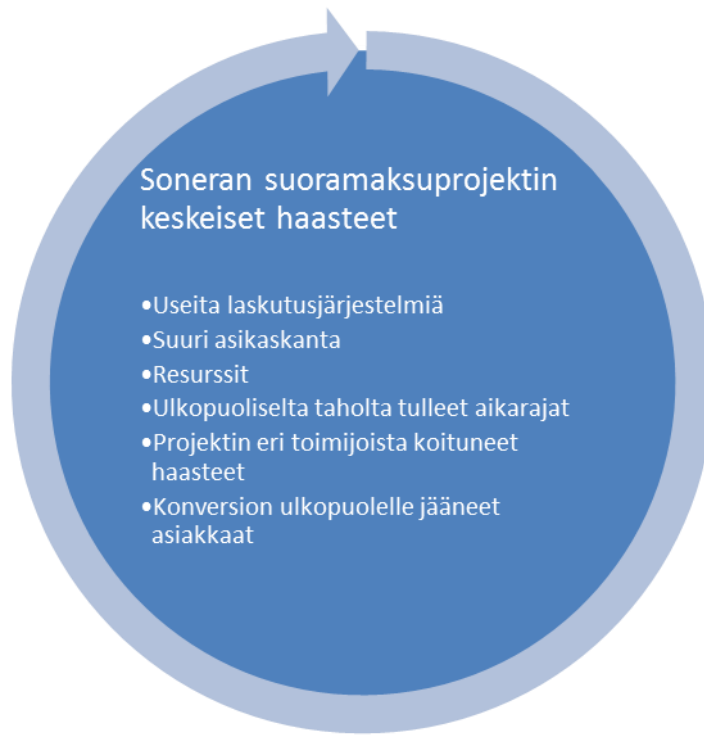 Soneran suoramaksuprojektin
keskeiset haasteet
•Useita laskutusjärjestelmiä
•Suuri asikaskanta
•Resurssit
•Ulkopuoliselta taholta tulleet aikarajat
•Projektin eri toimijoista koituneet
haasteet
•Konversion ulkopuolelle jääneet
asiakkaat